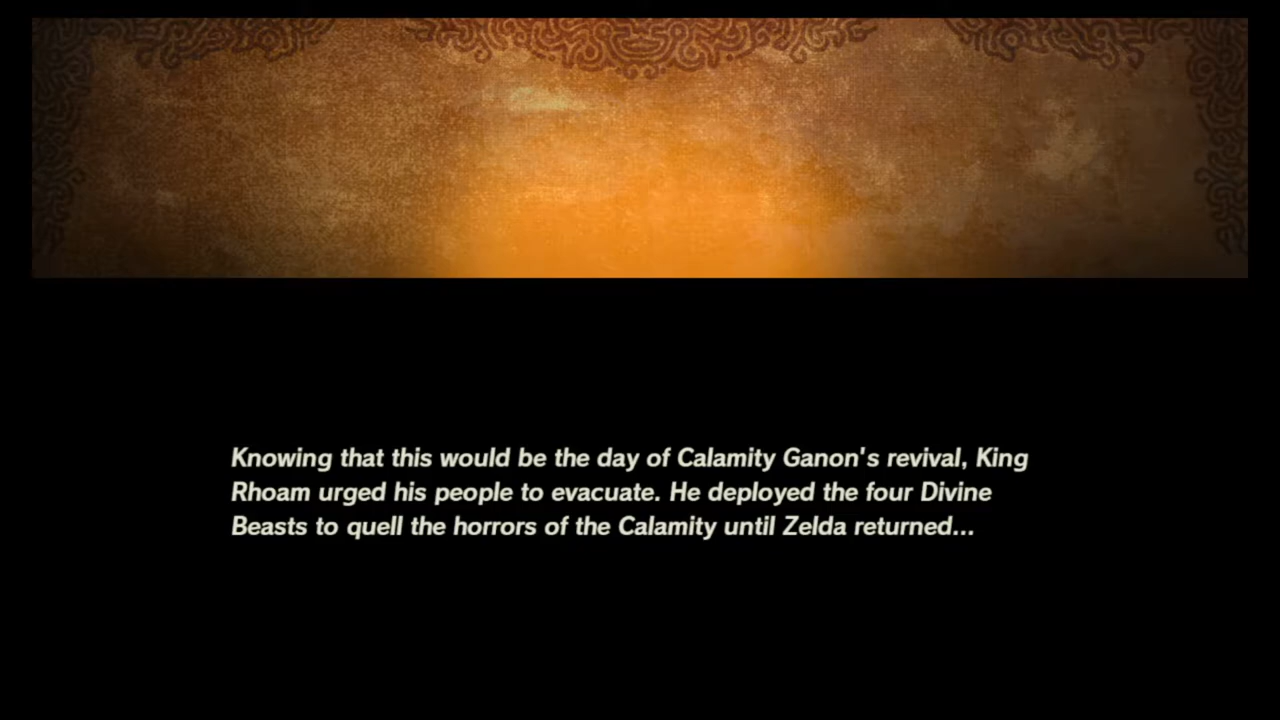 Knowing that this would be the day of Calamity Ganon's revival, King
Rhoam urged his people to evacuate. He deployed the four Divine
Beasts to quell the horrors of the Calamity until Zelda returned...